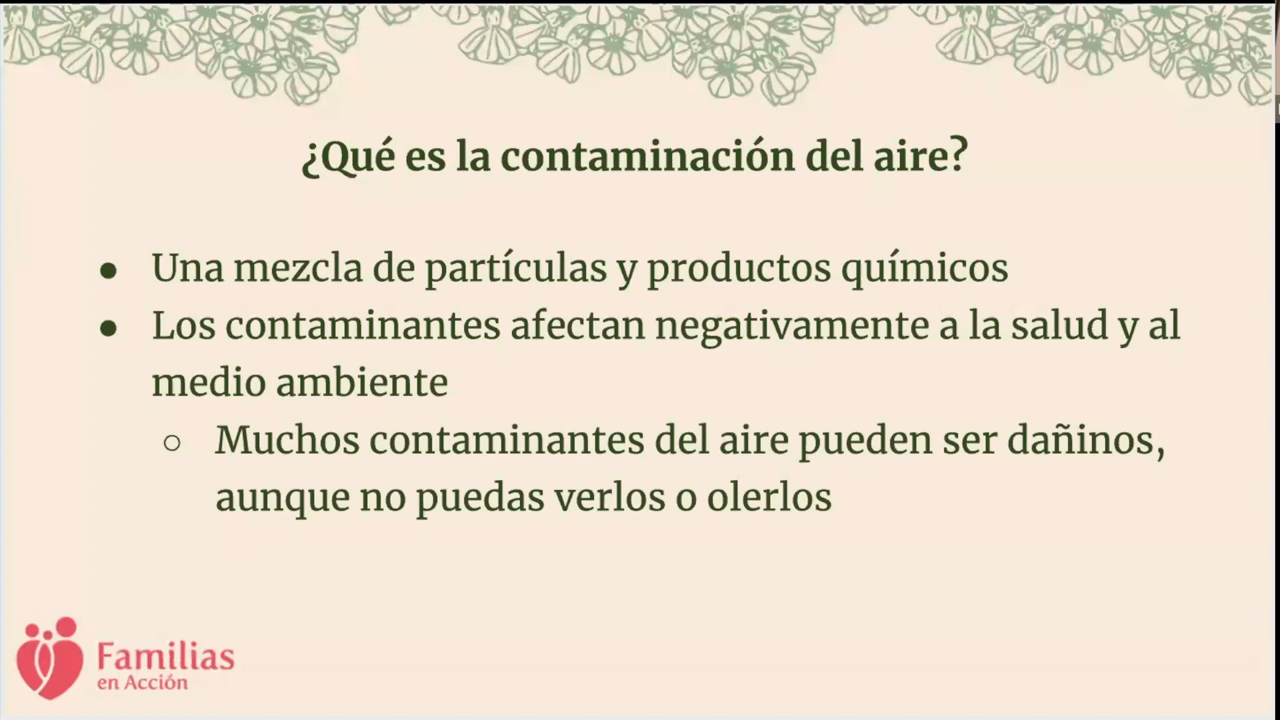 ¿Qué es la contaminación del aire?
● Una mezcla de partículas y productos químicos
● Los contaminantes afectan negativamente a la salud y al
medio ambiente
○ Muchos contaminantes del aire pueden ser dañinos,
aunque no puedas verlos o olerlos
Familias
en Acción